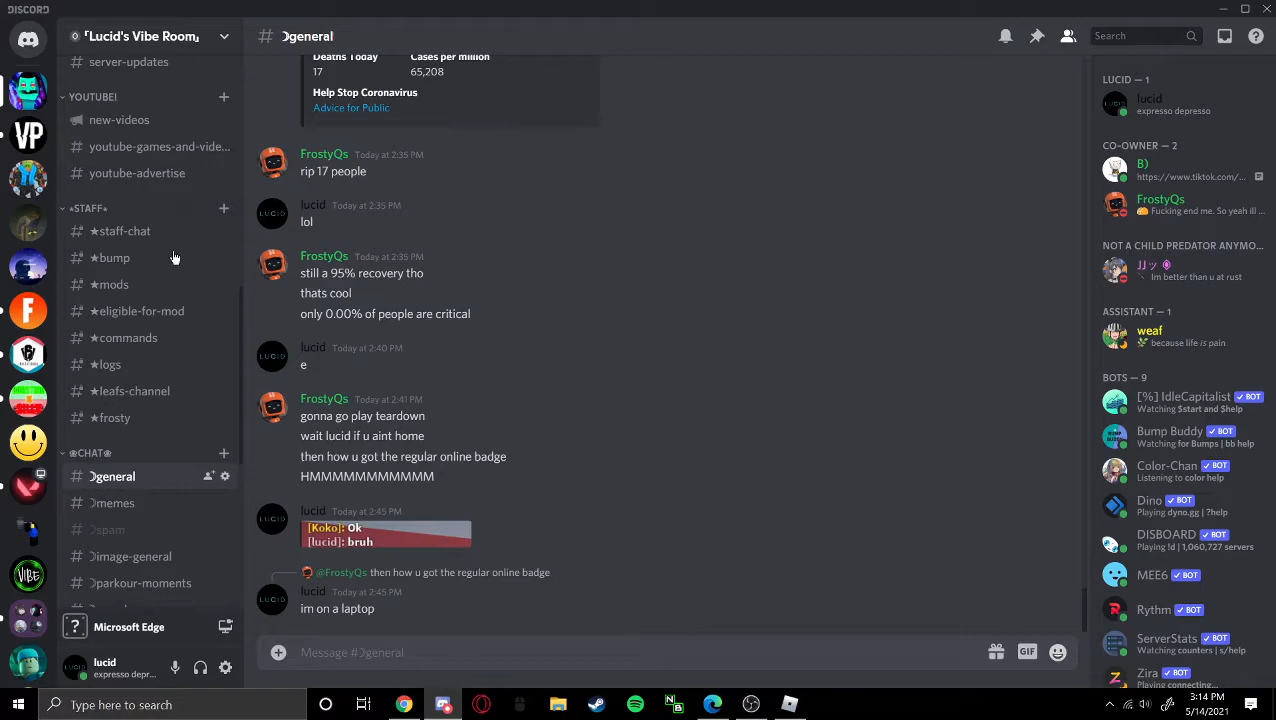 DISCORD
「Lucid's Vibe Room」
☽general
Search
server-updates
YOUTUBE!
new-videos
youtube-games-and-vide...
youtube-advertise
⋆STAFF⋆
★staff-chat
★bump
★mods
★eligible-for-mod
★commands
★logs
★leafs-channel
★frosty
❀CHAT❀
☽general
☽memes
☽spam
☽image-general
☽parkour-moments
Microsoft Edge
lucid
expresso depr...
Deaths Today Cases per million
17 65,208
Help Stop Coronavirus
Advice for Public
FrostyQs Today at 2:35 PM
rip 17 people
lucid Today at 2:35 PM
lol
FrostyQs Today at 2:35 PM
still a 95% recovery tho
thats cool
only 0.00% of people are critical
lucid Today at 2:40 PM
e
FrostyQs Today at 2:41 PM
gonna go play teardown
wait lucid if u aint home
then how u got the regular online badge
HMMMMMMMMMMM
lucid Today at 2:45 PM
[Koko]: Ok
[lucid]: bruh
@FrostyQs then how u got the regular online badge
lucid Today at 2:45 PM
im on a laptop
Message #☽general
GIF
LUCID — 1
lucid
expresso depresso
CO-OWNER — 2
B)
https://www.tiktok.com/...
FrostyQs
Fucking end me. So yeah ill ...
NOT A CHILD PREDATOR ANYMO...
JJッ
Im better than u at rust
ASSISTANT — 1
weaf
because life is pain
BOTS — 9
[%] IdleCapitalist ✓ BOT
Watching $start and $help
Bump Buddy ✓ BOT
Watching for Bumps | bb help
Color-Chan ✓ BOT
Listening to color help
Dino ✓ BOT
Playing dyno.gg | ?help
DISBOARD ✓ BOT
Playing !d | 1,060,727 servers
MEE6 ✓ BOT
Rythm ✓ BOT
ServerStats ✓ BOT
Watching counters | s/help
Zira ✓ BOT
Playing connecting...
VP
F
VIBE
Type here to search
3:14 PM
5/14/2021